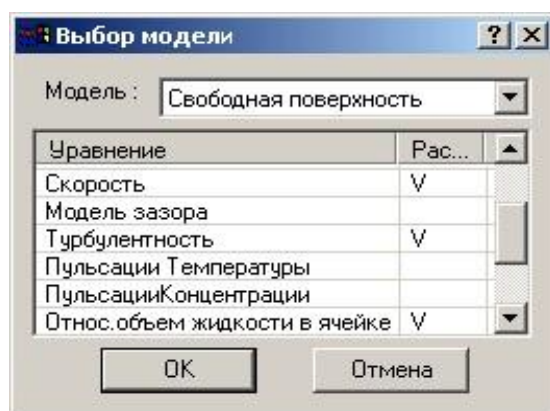 Выбор модели
Модель : Свободная поверхность
Уравнение Рас...
Скорость V
Модель зазора
Турбулентность V
Пульсации Температуры
ПульсацииКонцентрации
Относ.объем жидкости в ячейке V
OK Отмена